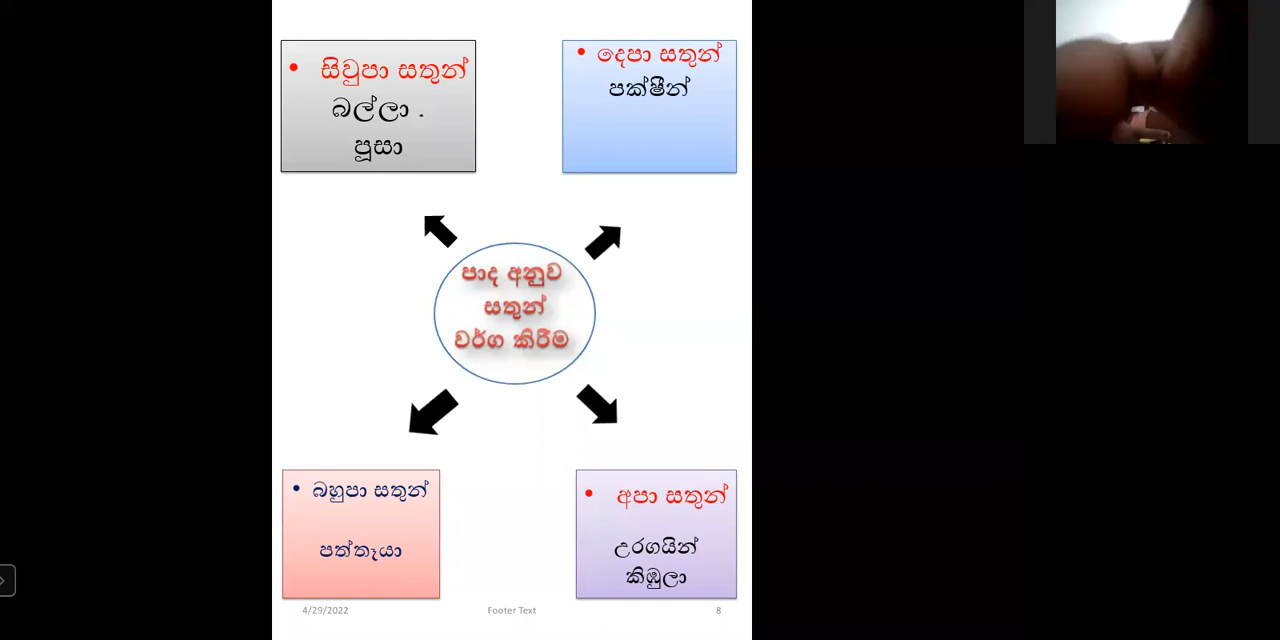 • සිවුපා සතුන්
බල්ලා .
පූසා
• දෙපා සතුන්
පක්ෂීන්
පාද අනුව
සතුන්
වර්ග කිරීම
• බහුපා සතුන්
පත්තෑයා
• අපා සතුන්
උරගයින්
කිඹුලා
4/29/2022
Footer Text
8